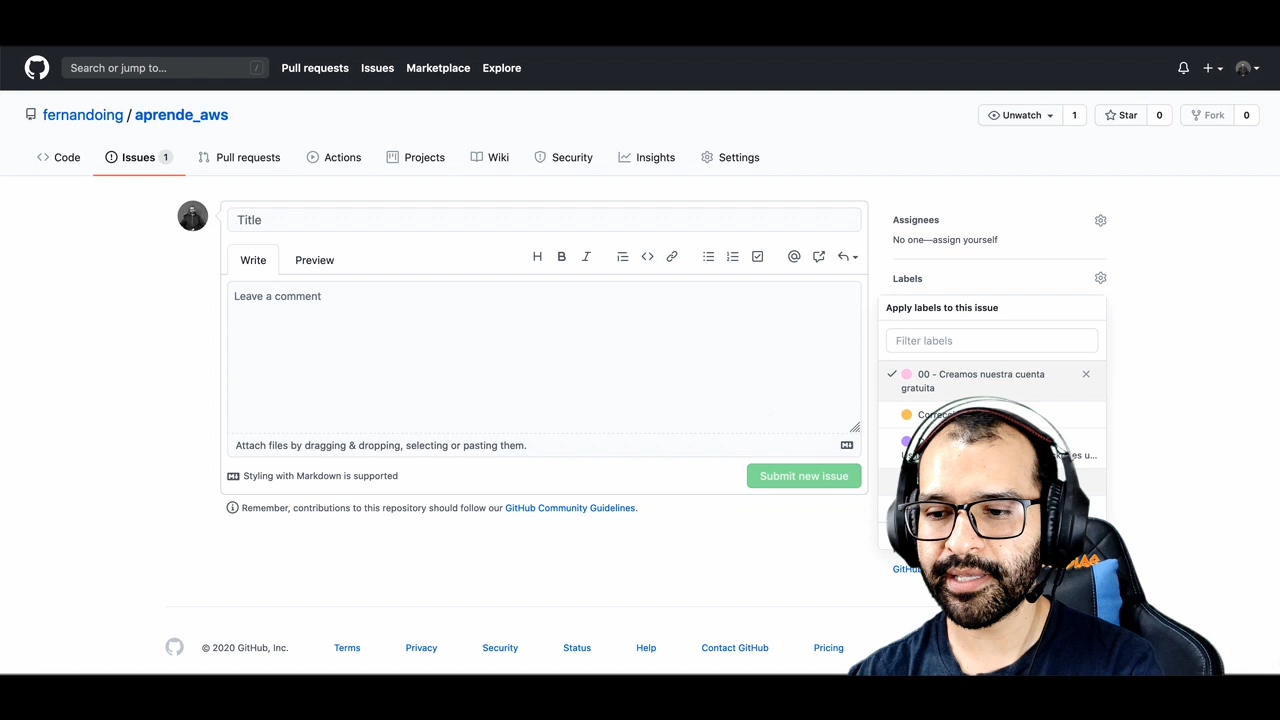 Search or jump to...
/
Pull requests
Issues
Marketplace
Explore
fernandoing / aprende_aws
Unwatch
1
Star
0
Fork
0
Code
Issues 1
Pull requests
Actions
Projects
Wiki
Security
Insights
Settings
Title
Write
Preview
Leave a comment
Attach files by dragging & dropping, selecting or pasting them.
Styling with Markdown is supported
Submit new issue
Remember, contributions to this repository should follow our GitHub Community Guidelines.
Assignees
No one—assign yourself
Labels
Apply labels to this issue
Filter labels
00 - Creamos nuestra cuenta
gratuita
© 2020 GitHub, Inc.
Terms
Privacy
Security
Status
Help
Contact GitHub
Pricing